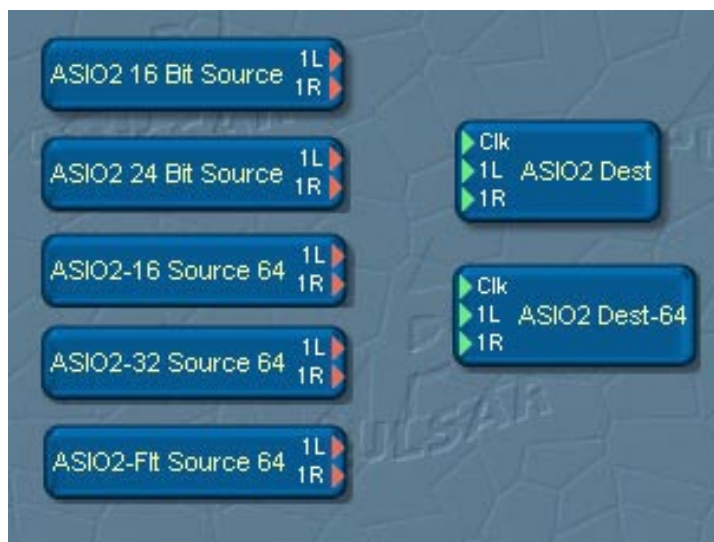 ASIO2 16 Bit Source 1L
1R
ASIO2 24 Bit Source 1L
1R
ASIO2-16 Source 64 1L
1R
ASIO2-32 Source 64 1L
1R
ASIO2-Flt Source 64 1L
1R
Clk
1L ASIO2 Dest
1R
Clk
1L ASIO2 Dest-64
1R
PULSAR